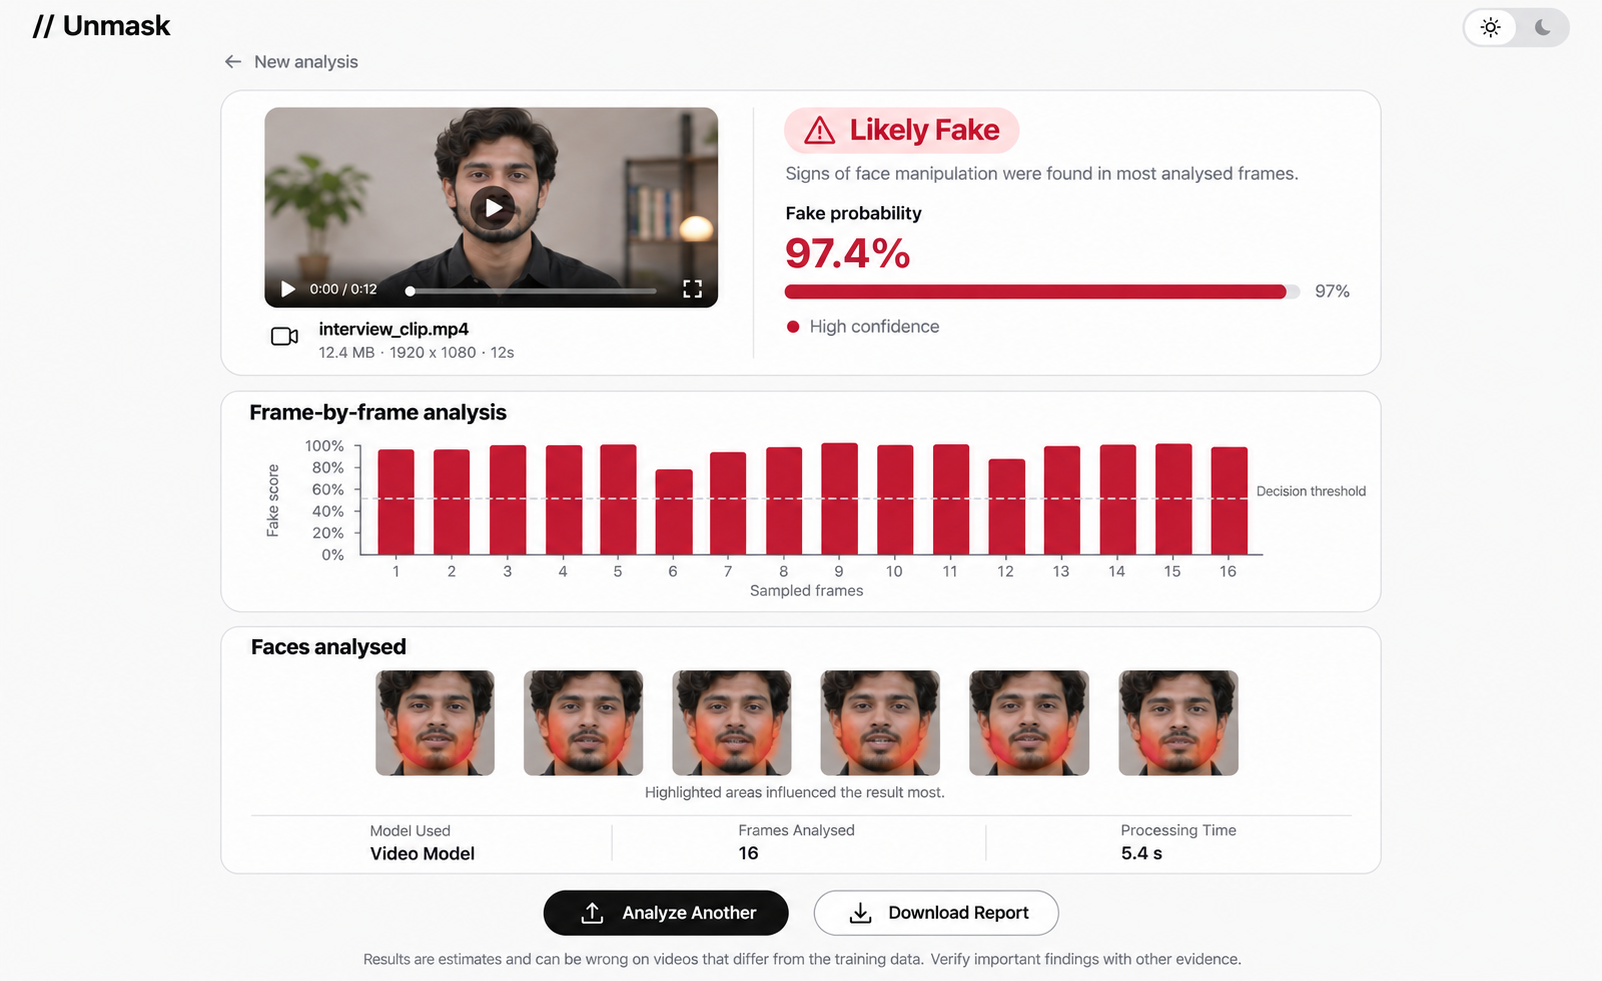 // Unmask
← New analysis
Likely Fake
Signs of face manipulation were found in most analysed frames.
Fake probability
97.4%
97%
High confidence
0:00 / 0:12
interview_clip.mp4
12.4 MB · 1920 x 1080 · 12s
Frame-by-frame analysis
Fake score
100%
80%
60%
40%
20%
0%
Decision threshold
1 2 3 4 5 6 7 8 9 10 11 12 13 14 15 16
Sampled frames
Faces analysed
Highlighted areas influenced the result most.
Model Used
Video Model
Frames Analysed
16
Processing Time
5.4 s
Analyze Another
Download Report
Results are estimates and can be wrong on videos that differ from the training data. Verify important findings with other evidence.